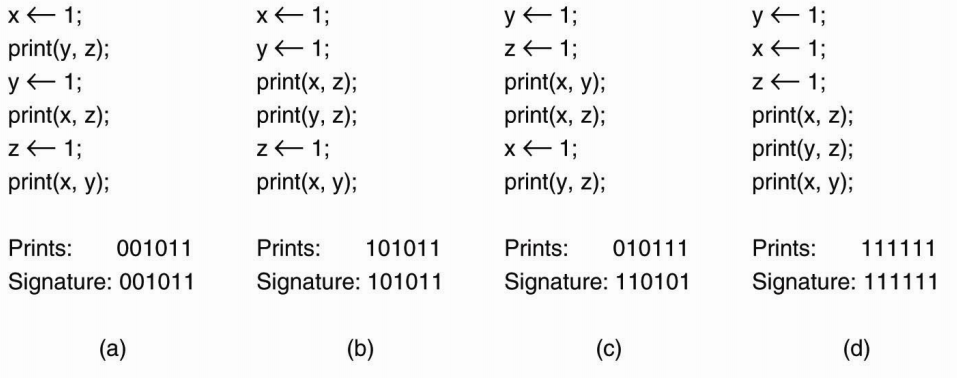 x ← 1;
print(y, z);
y ← 1;
print(x, z);
z ← 1;
print(x, y);
Prints: 001011
Signature: 001011
(a)
x ← 1;
y ← 1;
print(x, z);
print(y, z);
z ← 1;
print(x, y);
Prints: 101011
Signature: 101011
(b)
y ← 1;
z ← 1;
print(x, y);
print(x, z);
x ← 1;
print(y, z);
Prints: 010111
Signature: 110101
(c)
y ← 1;
x ← 1;
z ← 1;
print(x, z);
print(y, z);
print(x, y);
Prints: 111111
Signature: 111111
(d)